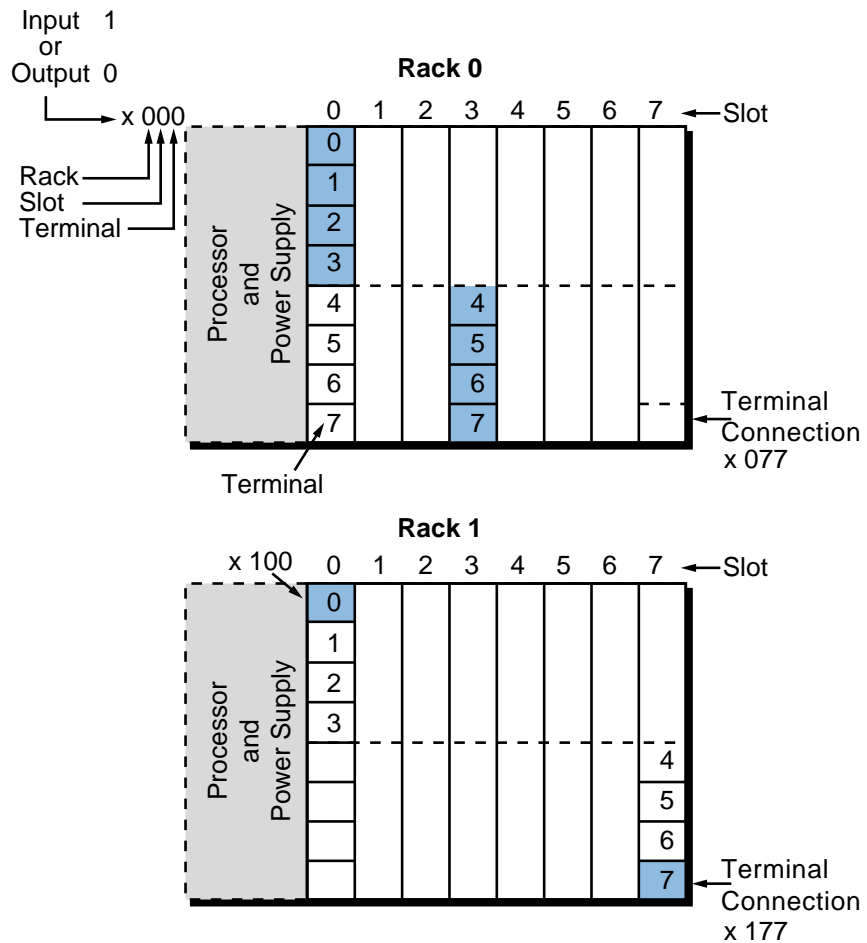 Input 1
or
Output 0
x 000
Rack
Slot
Terminal
Rack 0
0 1 2 3 4 5 6 7
Slot
Processor
and
Power Supply
0
1
2
3
4 4
5 5
6 6
7 7
Terminal
Terminal
Connection
x 077
Rack 1
x 100
0 1 2 3 4 5 6 7
Slot
Processor
and
Power Supply
0
1
2
3
4
5
6
7
Terminal
Connection
x 177